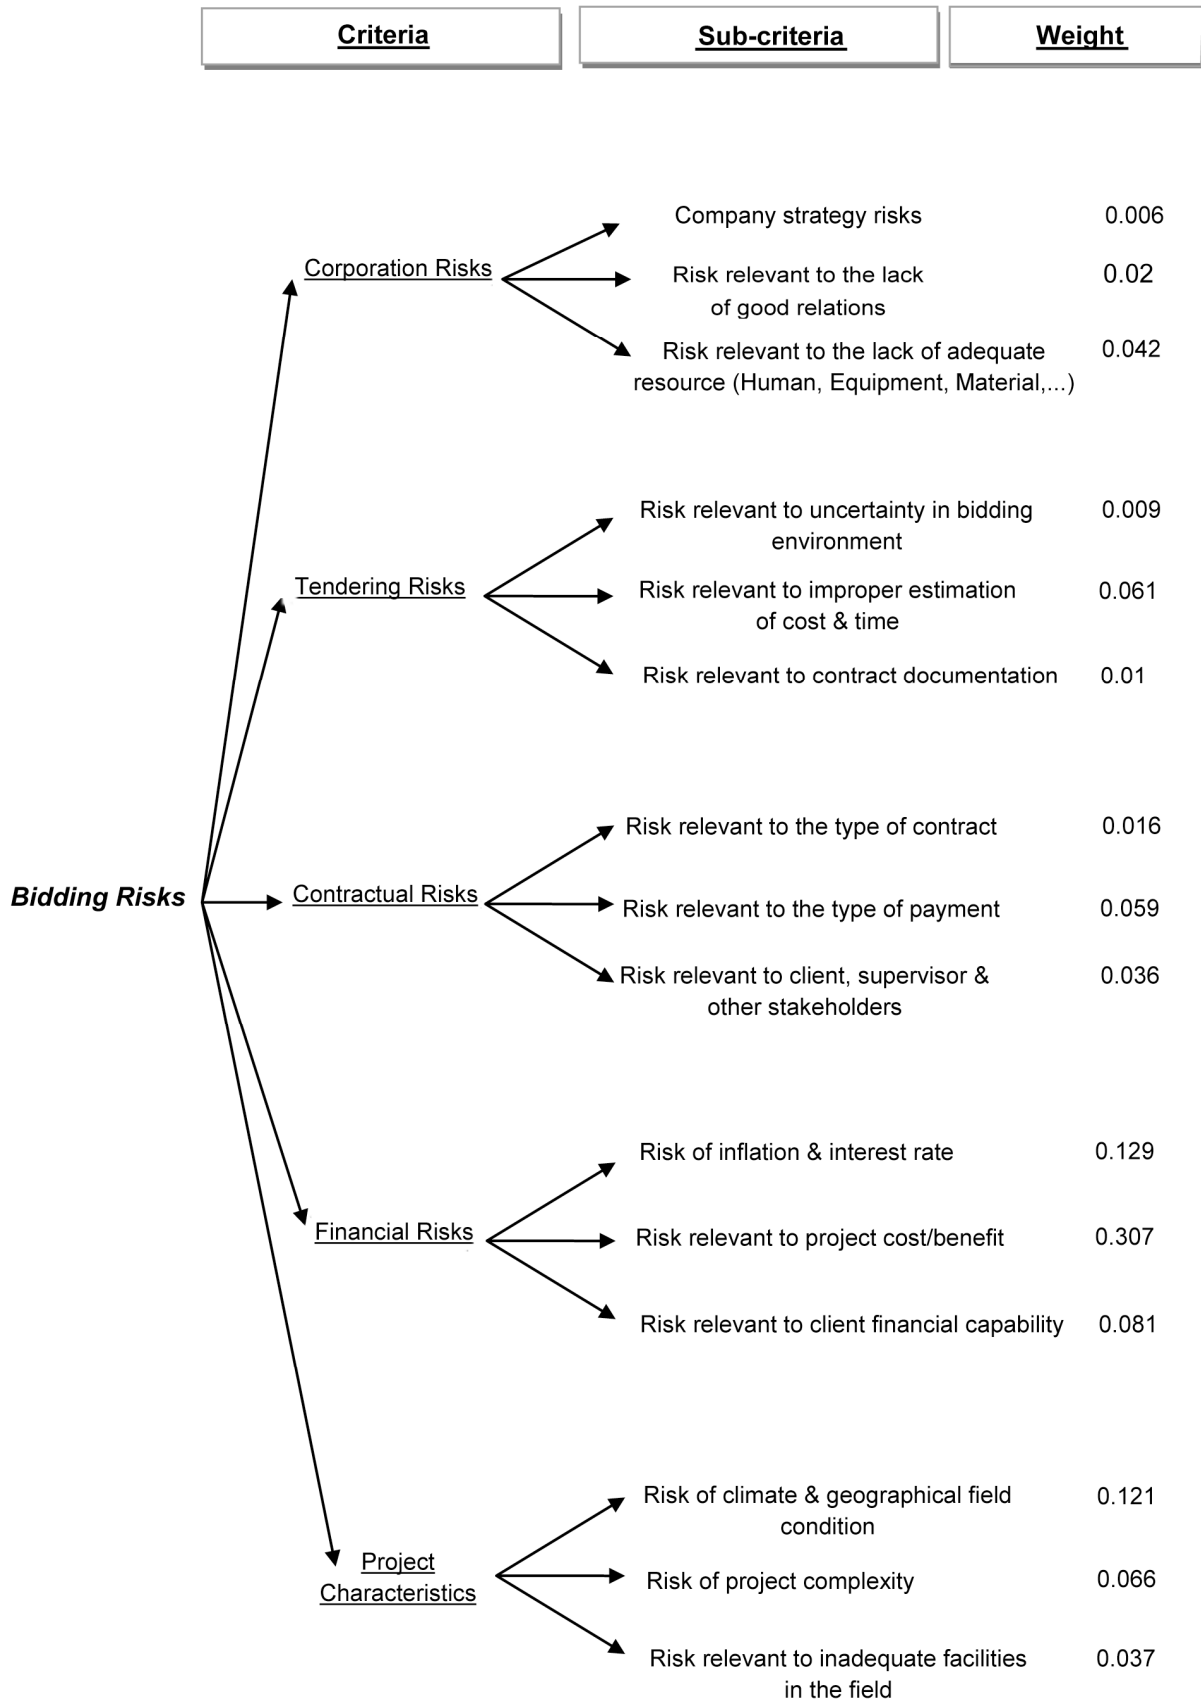 Criteria
Sub-criteria
Weight
Company strategy risks
0.006
Corporation Risks
Risk relevant to the lack
of good relations
0.02
Risk relevant to the lack of adequate
resource (Human, Equipment, Material,...)
0.042
Risk relevant to uncertainty in bidding
environment
0.009
Tendering Risks
Risk relevant to improper estimation
of cost & time
0.061
Risk relevant to contract documentation
0.01
Risk relevant to the type of contract
0.016
Bidding Risks
Contractual Risks
Risk relevant to the type of payment
0.059
Risk relevant to client, supervisor &
other stakeholders
0.036
Risk of inflation & interest rate
0.129
Financial Risks
Risk relevant to project cost/benefit
0.307
Risk relevant to client financial capability
0.081
Risk of climate & geographical field
condition
0.121
Project
Characteristics
Risk of project complexity
0.066
Risk relevant to inadequate facilities
in the field
0.037